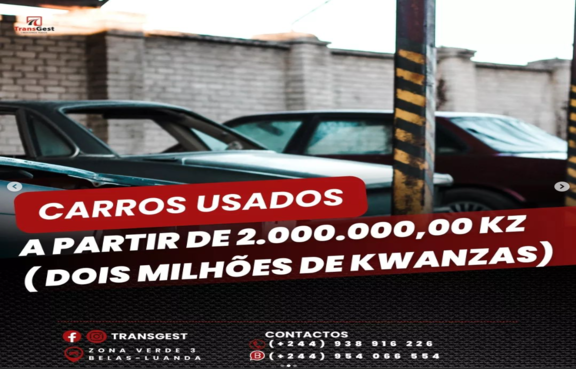 TransGest
CARROS USADOS
A PARTIR DE 2.000.000,00 KZ
(DOIS MILHÕES DE KWANZAS)
TRANSGEST
ZONA VERDE 3
BELAS-LUANDA
CONTACTOS
(+244) 938 916 226
(+244) 954 066 554